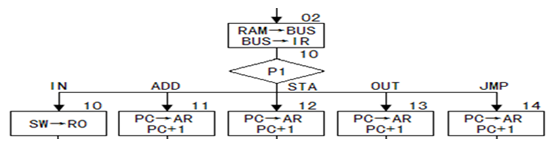 02
RAM→BUS
BUS→IR
10
P1
IN ADD STA OUT JMP
10 11 12 13 14
SW→RO PC→AR PC→AR PC→AR PC→AR
PC+1 PC+1 PC+1 PC+1